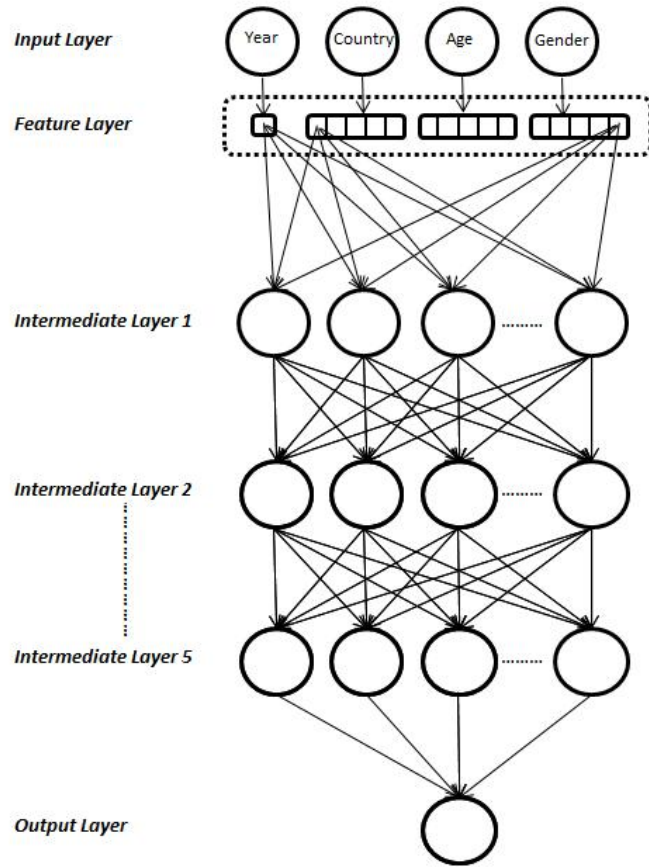 Input Layer
Year
Country
Age
Gender
Feature Layer
Intermediate Layer 1
Intermediate Layer 2
Intermediate Layer 5
Output Layer